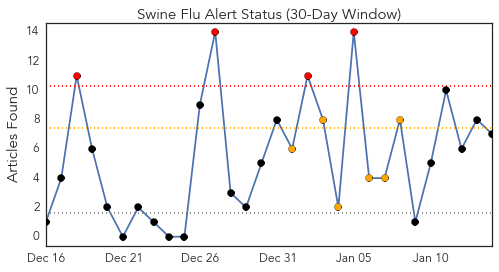 Swine Flu Alert Status (30-Day Window)
Articles Found
14
12
10
8
6
4
2
0
Dec 16 Dec 21 Dec 26 Dec 31 Jan 05 Jan 10